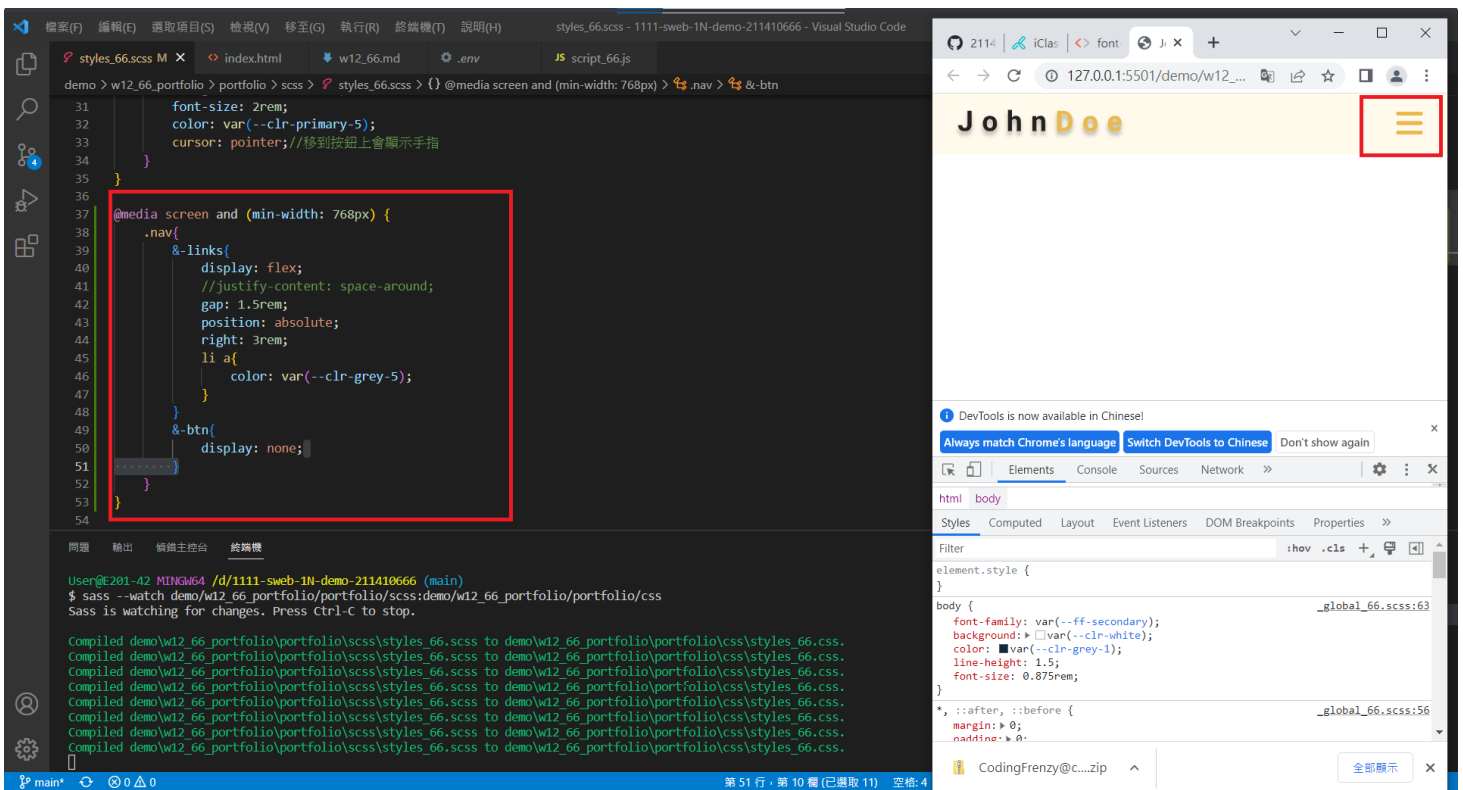 檔案(F) 編輯(E) 選取項目(S) 檢視(V) 移至(G) 執行(R) 終端機(T) 說明(H) styles_66.scss - 1111-sweb-1N-demo-211410666 - Visual Studio Code
styles_66.scss M index.html w12_66.md .env JS script_66.js
demo > w12_66_portfolio > portfolio > scss > styles_66.scss > {} @media screen and (min-width: 768px) > .nav > &-btn
31 font-size: 2rem;
32 color: var(--clr-primary-5);
33 cursor: pointer;//移到按鈕上會顯示手指
34 }
35 }
36
37 @media screen and (min-width: 768px) {
38 .nav{
39 &-links{
40 display: flex;
41 //justify-content: space-around;
42 gap: 1.5rem;
43 position: absolute;
44 right: 3rem;
45 li a{
46 color: var(--clr-grey-5);
47 }
48 }
49 &-btn{
50 display: none;
51 ········}
52 }
53 }
54
4
問題 輸出 偵錯主控台 終端機
User@E201-42 MINGW64 /d/1111-sweb-1N-demo-211410666 (main)
$ sass --watch demo/w12_66_portfolio/portfolio/scss:demo/w12_66_portfolio/portfolio/css
Sass is watching for changes. Press Ctrl-C to stop.
Compiled demo\w12_66_portfolio\portfolio\scss\styles_66.scss to demo\w12_66_portfolio\portfolio\css\styles_66.css.
Compiled demo\w12_66_portfolio\portfolio\scss\styles_66.scss to demo\w12_66_portfolio\portfolio\css\styles_66.css.
Compiled demo\w12_66_portfolio\portfolio\scss\styles_66.scss to demo\w12_66_portfolio\portfolio\css\styles_66.css.
Compiled demo\w12_66_portfolio\portfolio\scss\styles_66.scss to demo\w12_66_portfolio\portfolio\css\styles_66.css.
Compiled demo\w12_66_portfolio\portfolio\scss\styles_66.scss to demo\w12_66_portfolio\portfolio\css\styles_66.css.
Compiled demo\w12_66_portfolio\portfolio\scss\styles_66.scss to demo\w12_66_portfolio\portfolio\css\styles_66.css.
Compiled demo\w12_66_portfolio\portfolio\scss\styles_66.scss to demo\w12_66_portfolio\portfolio\css\styles_66.css.
Compiled demo\w12_66_portfolio\portfolio\scss\styles_66.scss to demo\w12_66_portfolio\portfolio\css\styles_66.css.
main* 0 0 第 51 行，第 10 欄 (已選取 11) 空格: 4
2114 iClas <> font
127.0.0.1:5501/demo/w12_...
JohnDoe
DevTools is now available in Chinese!
Always match Chrome's language Switch DevTools to Chinese Don't show again
Elements Console Sources Network »
html body
Styles Computed Layout Event Listeners DOM Breakpoints Properties »
Filter :hov .cls +
element.style {
}
body { _global_66.scss:63
font-family: var(--ff-secondary);
background: var(--clr-white);
color: var(--clr-grey-1);
line-height: 1.5;
font-size: 0.875rem;
}
*, ::after, ::before { _global_66.scss:56
margin: 0;
padding: 0;
CodingFrenzy@c....zip 全部顯示